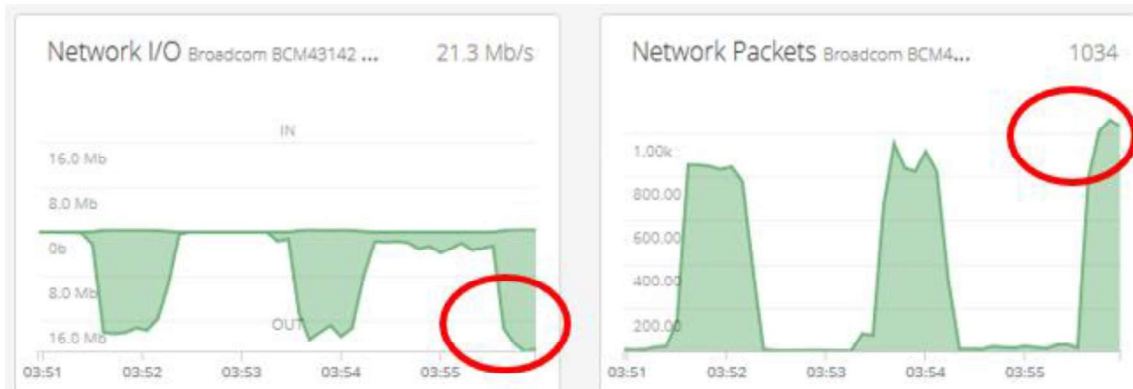 Network I/O Broadcom BCM43142 ... 21.3 Mb/s
IN
16.0 Mb
8.0 Mb
0b
8.0 Mb
OUT
16.0 Mb
03:51 03:52 03:53 03:54 03:55
Network Packets Broadcom BCM4... 1034
1.00k
800.00
600.00
400.00
200.00
03:51 03:52 03:53 03:54 03:55